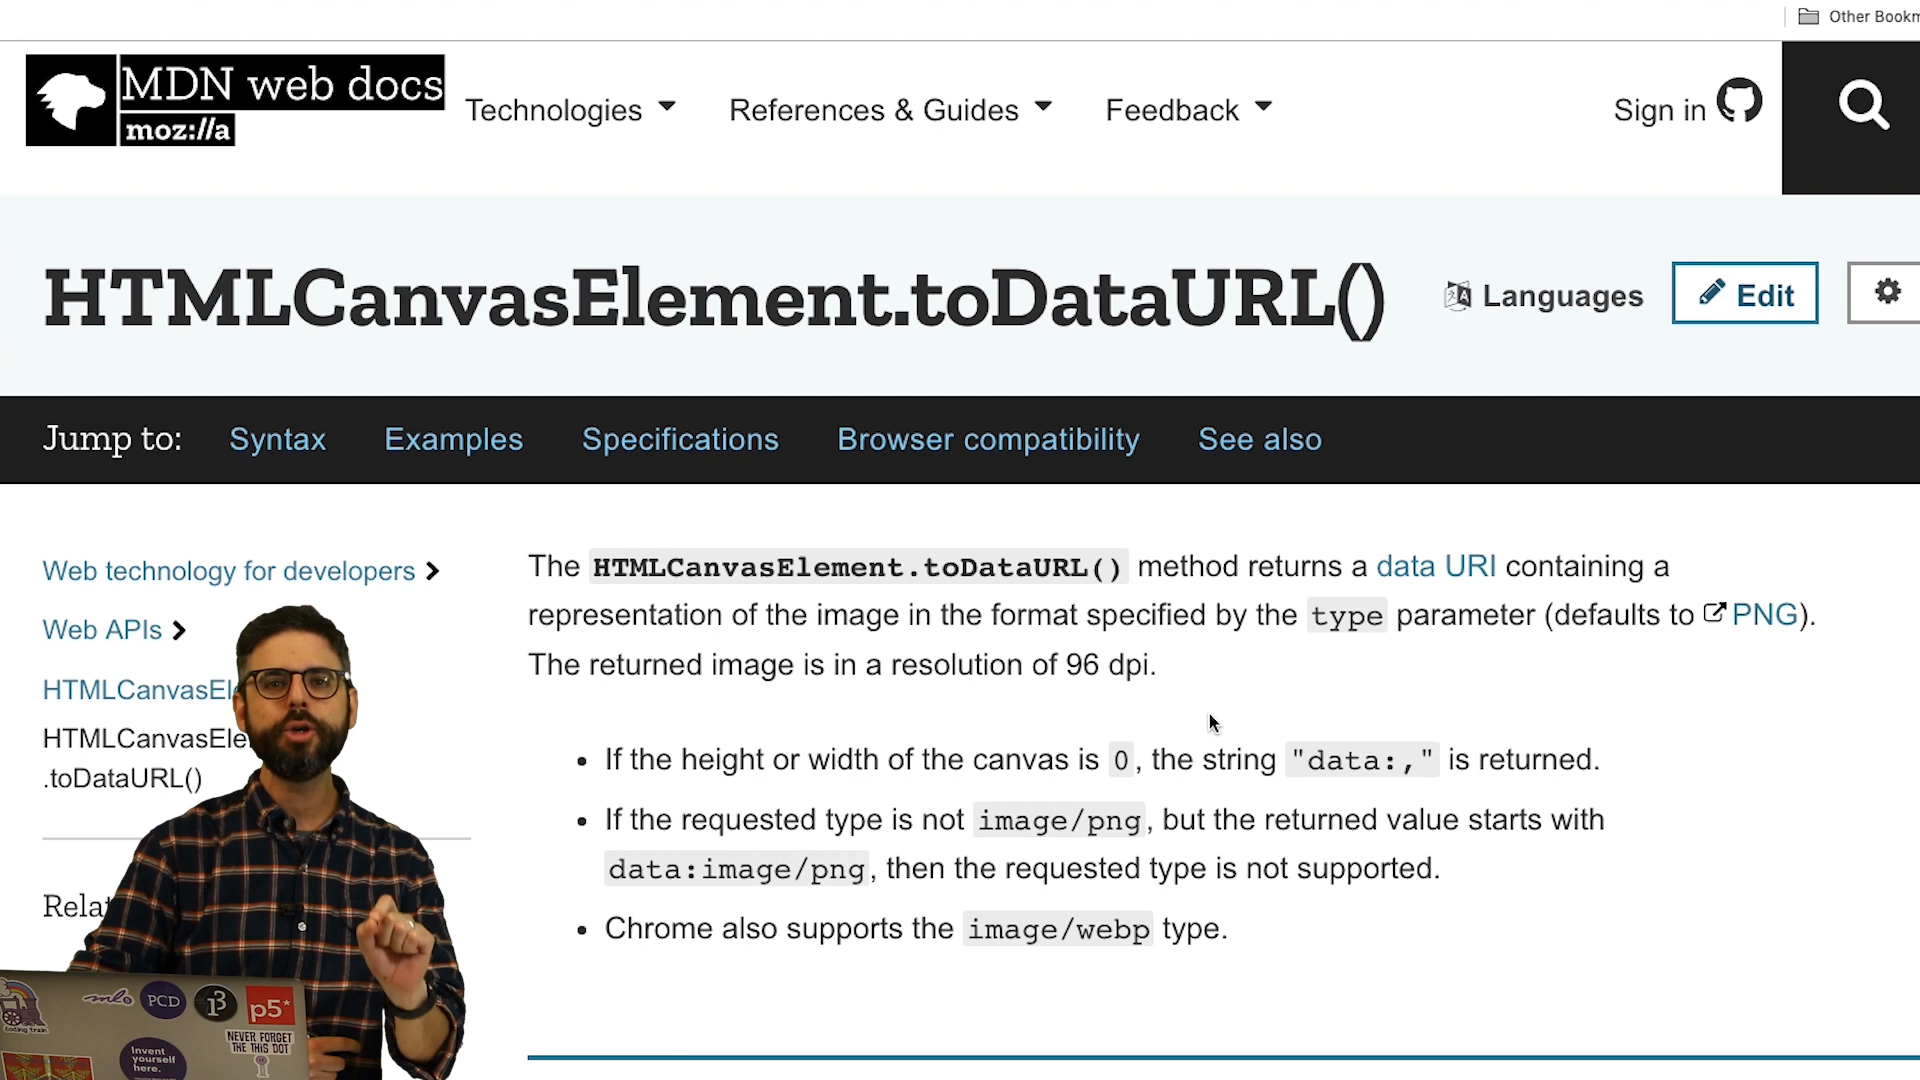 Other Bookm
MDN web docs
moz://a
Technologies
References & Guides
Feedback
Sign in
HTMLCanvasElement.toDataURL()
Languages
Edit
Jump to:
Syntax
Examples
Specifications
Browser compatibility
See also
Web technology for developers
Web APIs
HTMLCanvasEl
HTMLCanvasEle
.toDataURL()
Relat
The HTMLCanvasElement.toDataURL() method returns a data URI containing a
representation of the image in the format specified by the type parameter (defaults to PNG).
The returned image is in a resolution of 96 dpi.
If the height or width of the canvas is 0, the string "data:," is returned.
If the requested type is not image/png, but the returned value starts with
data:image/png, then the requested type is not supported.
Chrome also supports the image/webp type.
coding train
mlo
PCD
p5*
NEVER FORGET
THE THIS DOT
Invent
yourself
here.